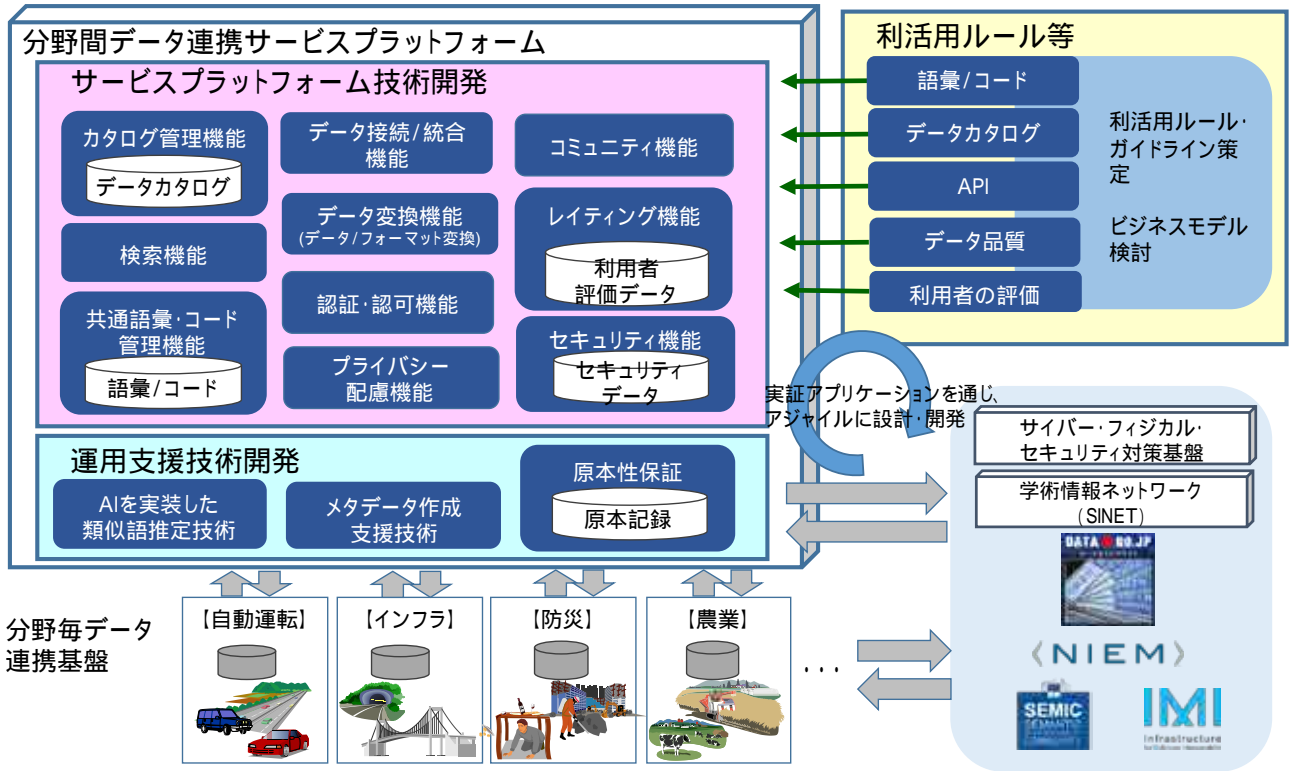 分野間データ連携サービスプラットフォーム
サービスプラットフォーム技術開発
カタログ管理機能
データカタログ
検索機能
共通語彙・コード
管理機能
語彙/コード
データ接続/統合
機能
データ変換機能
(データ/フォーマット変換)
認証・認可機能
プライバシー
配慮機能
コミュニティ機能
レイティング機能
利用者
評価データ
セキュリティ機能
セキュリティ
データ
運用支援技術開発
AIを実装した
類似語推定技術
メタデータ作成
支援技術
原本性保証
原本記録
利活用ルール等
語彙/コード
データカタログ
API
データ品質
利用者の評価
利活用ルール・
ガイドライン策
定
ビジネスモデル
検討
実証アプリケーションを通じ、
アジャイルに設計・開発
サイバー・フィジカル・
セキュリティ対策基盤
学術情報ネットワーク
(SINET)
DATA GO.JP
NIEM
SEMIC
IMI
Infrastructure
分野毎データ
連携基盤
【自動運転】
【インフラ】
【防災】
【農業】
...